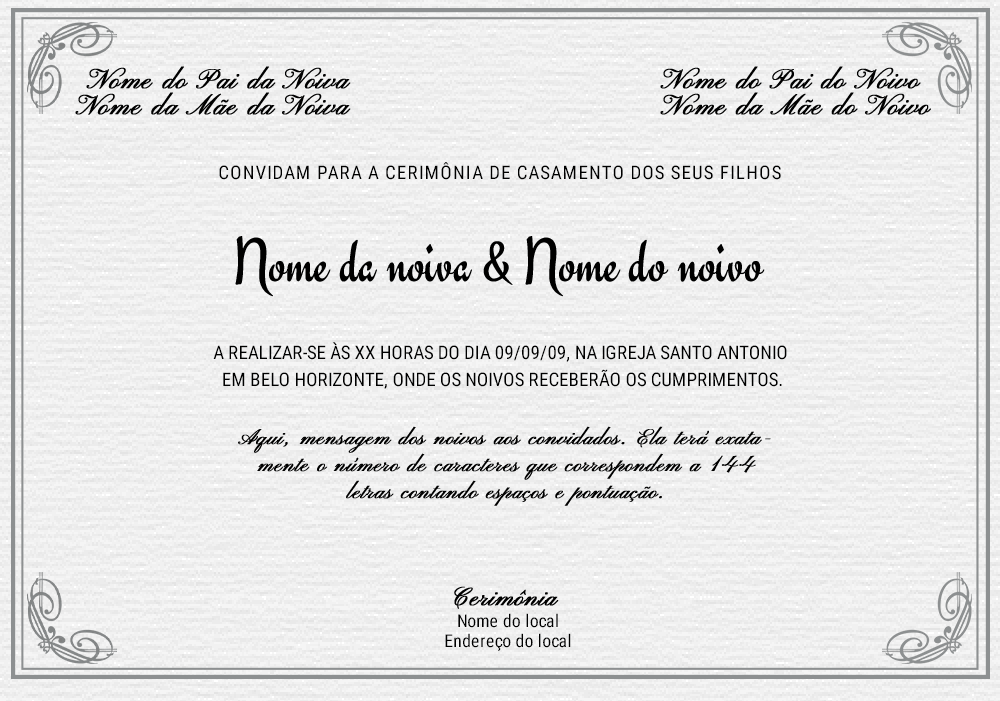 Nome do Pai da Noiva
Nome da Mãe da Noiva
Nome do Pai do Noivo
Nome da Mãe do Noivo
CONVIDAM PARA A CERIMÔNIA DE CASAMENTO DOS SEUS FILHOS
Nome da noiva & Nome do noivo
A REALIZAR-SE ÀS XX HORAS DO DIA 09/09/09, NA IGREJA SANTO ANTONIO
EM BELO HORIZONTE, ONDE OS NOIVOS RECEBERÃO OS CUMPRIMENTOS.
Aqui, mensagem dos noivos aos convidados. Ela terá exata-
mente o número de caracteres que correspondem a 144
letras contando espaços e pontuação.
Cerimônia
Nome do local
Endereço do local